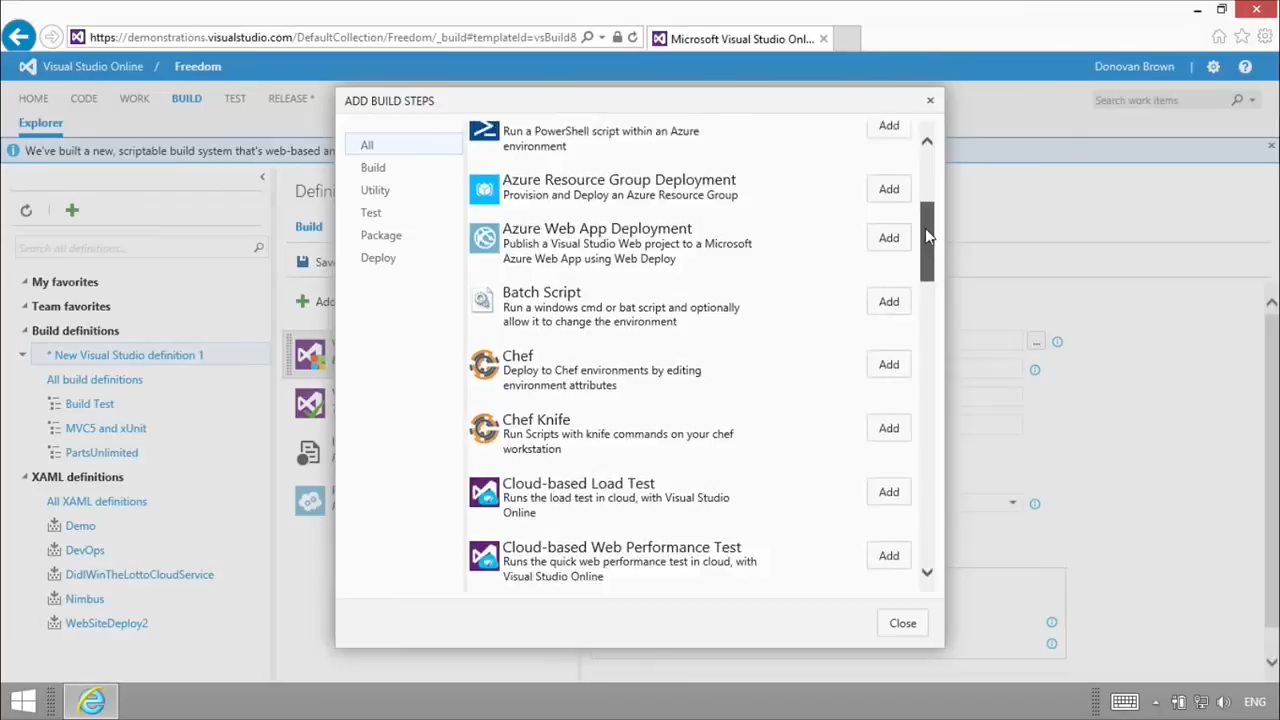 https://demonstrations.visualstudio.com/DefaultCollection/Freedom/_build#templateId=vsBuild8
Microsoft Visual Studio Onl...
Visual Studio Online / Freedom
Donovan Brown
HOME CODE WORK BUILD TEST RELEASE *
Search work items
Explorer
We've built a new, scriptable build system that's web-based an
Search all definitions...
My favorites
Team favorites
Build definitions
* New Visual Studio definition 1
All build definitions
Build Test
MVC5 and xUnit
PartsUnlimited
XAML definitions
All XAML definitions
Demo
DevOps
DidIWinTheLottoCloudService
Nimbus
WebSiteDeploy2
Defini
Build
Sav
Ad
ADD BUILD STEPS
All
Build
Utility
Test
Package
Deploy
Run a PowerShell script within an Azure
environment
Add
Azure Resource Group Deployment
Provision and Deploy an Azure Resource Group
Add
Azure Web App Deployment
Publish a Visual Studio Web project to a Microsoft
Azure Web App using Web Deploy
Add
Batch Script
Run a windows cmd or bat script and optionally
allow it to change the environment
Add
Chef
Deploy to Chef environments by editing
environment attributes
Add
Chef Knife
Run Scripts with knife commands on your chef
workstation
Add
Cloud-based Load Test
Runs the load test in cloud, with Visual Studio
Online
Add
Cloud-based Web Performance Test
Runs the quick web performance test in cloud, with
Visual Studio Online
Add
Close
...
ENG